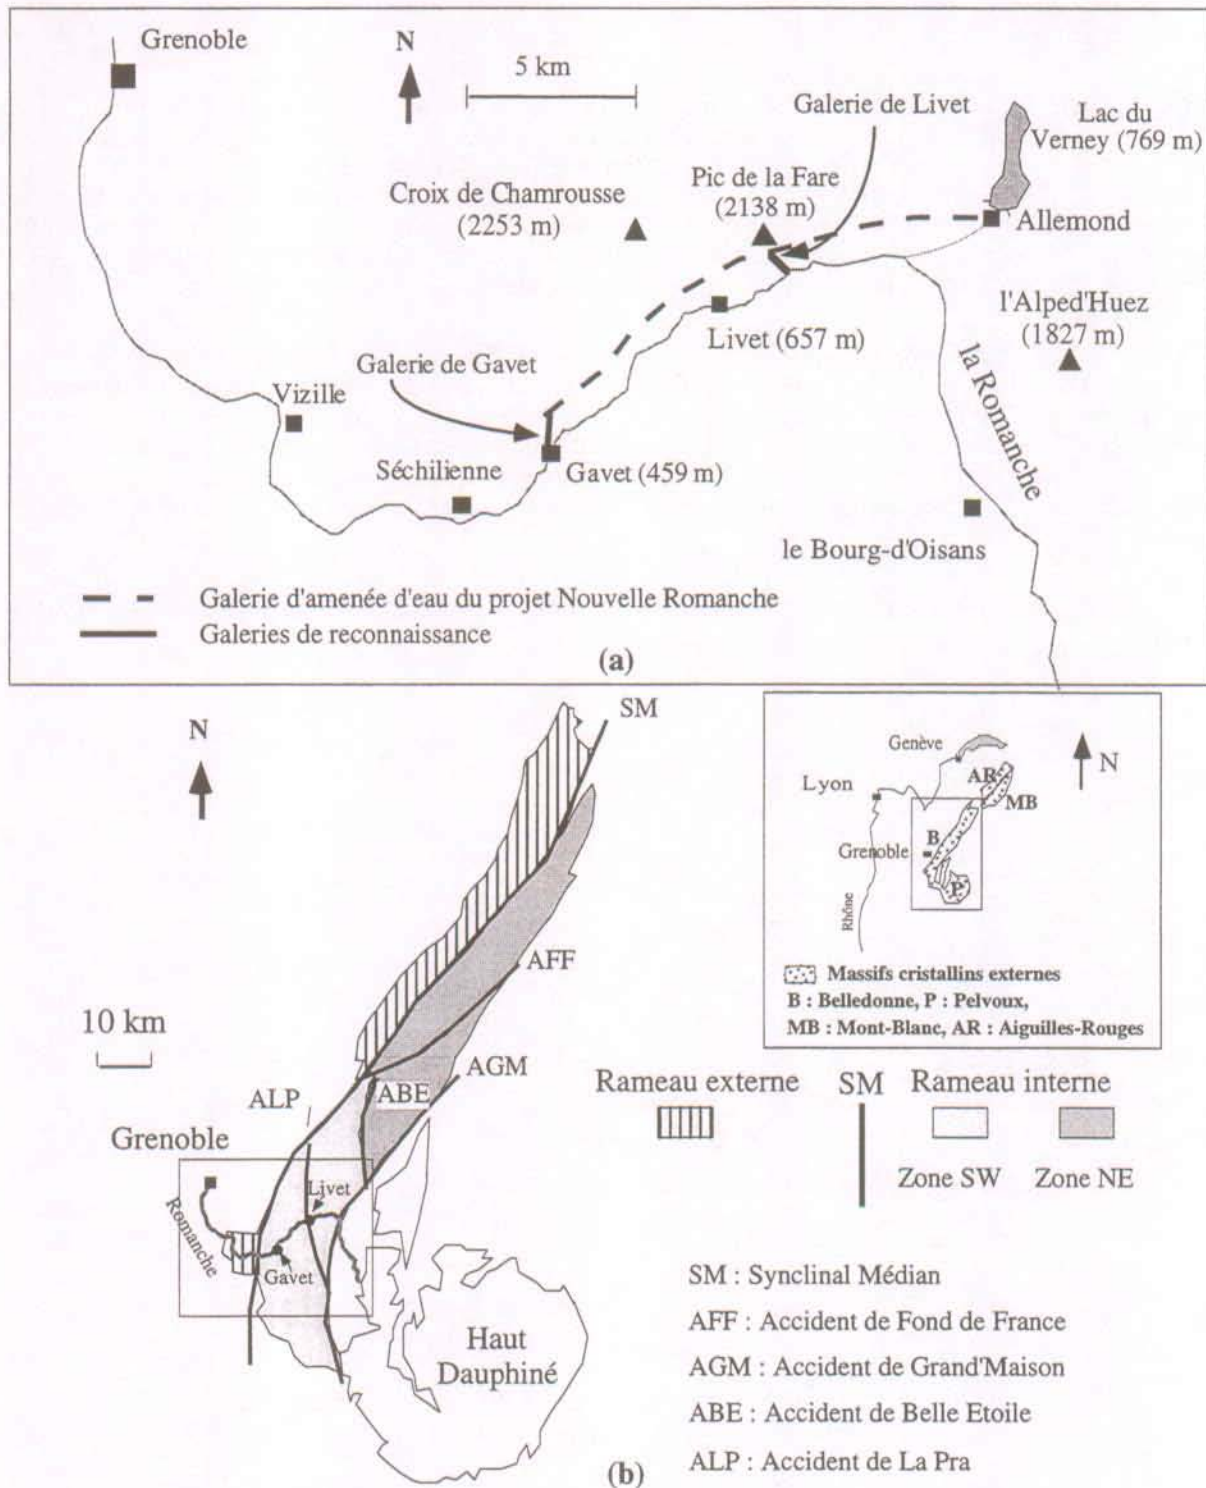 Grenoble
N
5 km
Galerie de Livet
Lac du
Verney (769 m)
Croix de Chamrousse
(2253 m)
Pic de la Fare
(2138 m)
Allemond
l'Alped'Huez
(1827 m)
Livet (657 m)
Galerie de Gavet
la Romanche
Vizille
Séchilienne
Gavet (459 m)
le Bourg-d'Oisans
Galerie d'amenée d'eau du projet Nouvelle Romanche
Galeries de reconnaissance
(a)
N
SM
AFF
AGM
ABE
ALP
10 km
Grenoble
Livet
Romanche
Gavet
Haut
Dauphiné
(b)
Genève
N
Lyon
AR
MB
B
Grenoble
P
Rhône
Massifs cristallins externes
B : Belledonne, P : Pelvoux,
MB : Mont-Blanc, AR : Aiguilles-Rouges
Rameau externe
SM
Rameau interne
Zone SW
Zone NE
SM : Synclinal Médian
AFF : Accident de Fond de France
AGM : Accident de Grand'Maison
ABE : Accident de Belle Etoile
ALP : Accident de La Pra